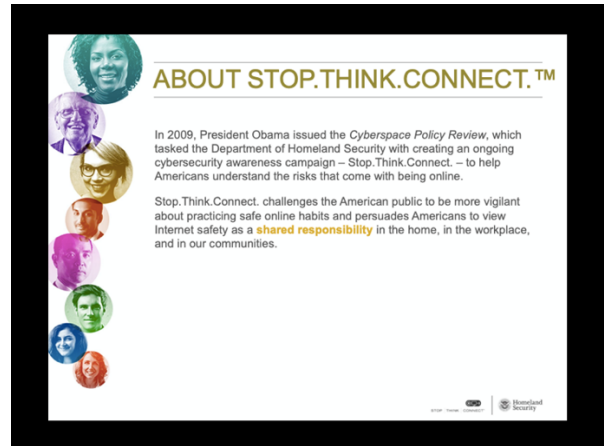 ABOUT STOP.THINK.CONNECT.™
In 2009, President Obama issued the Cyberspace Policy Review, which
tasked the Department of Homeland Security with creating an ongoing
cybersecurity awareness campaign – Stop.Think.Connect. – to help
Americans understand the risks that come with being online.
Stop.Think.Connect. challenges the American public to be more vigilant
about practicing safe online habits and persuades Americans to view
Internet safety as a shared responsibility in the home, in the workplace,
and in our communities.
STOP THINK CONNECT™
Homeland
Security